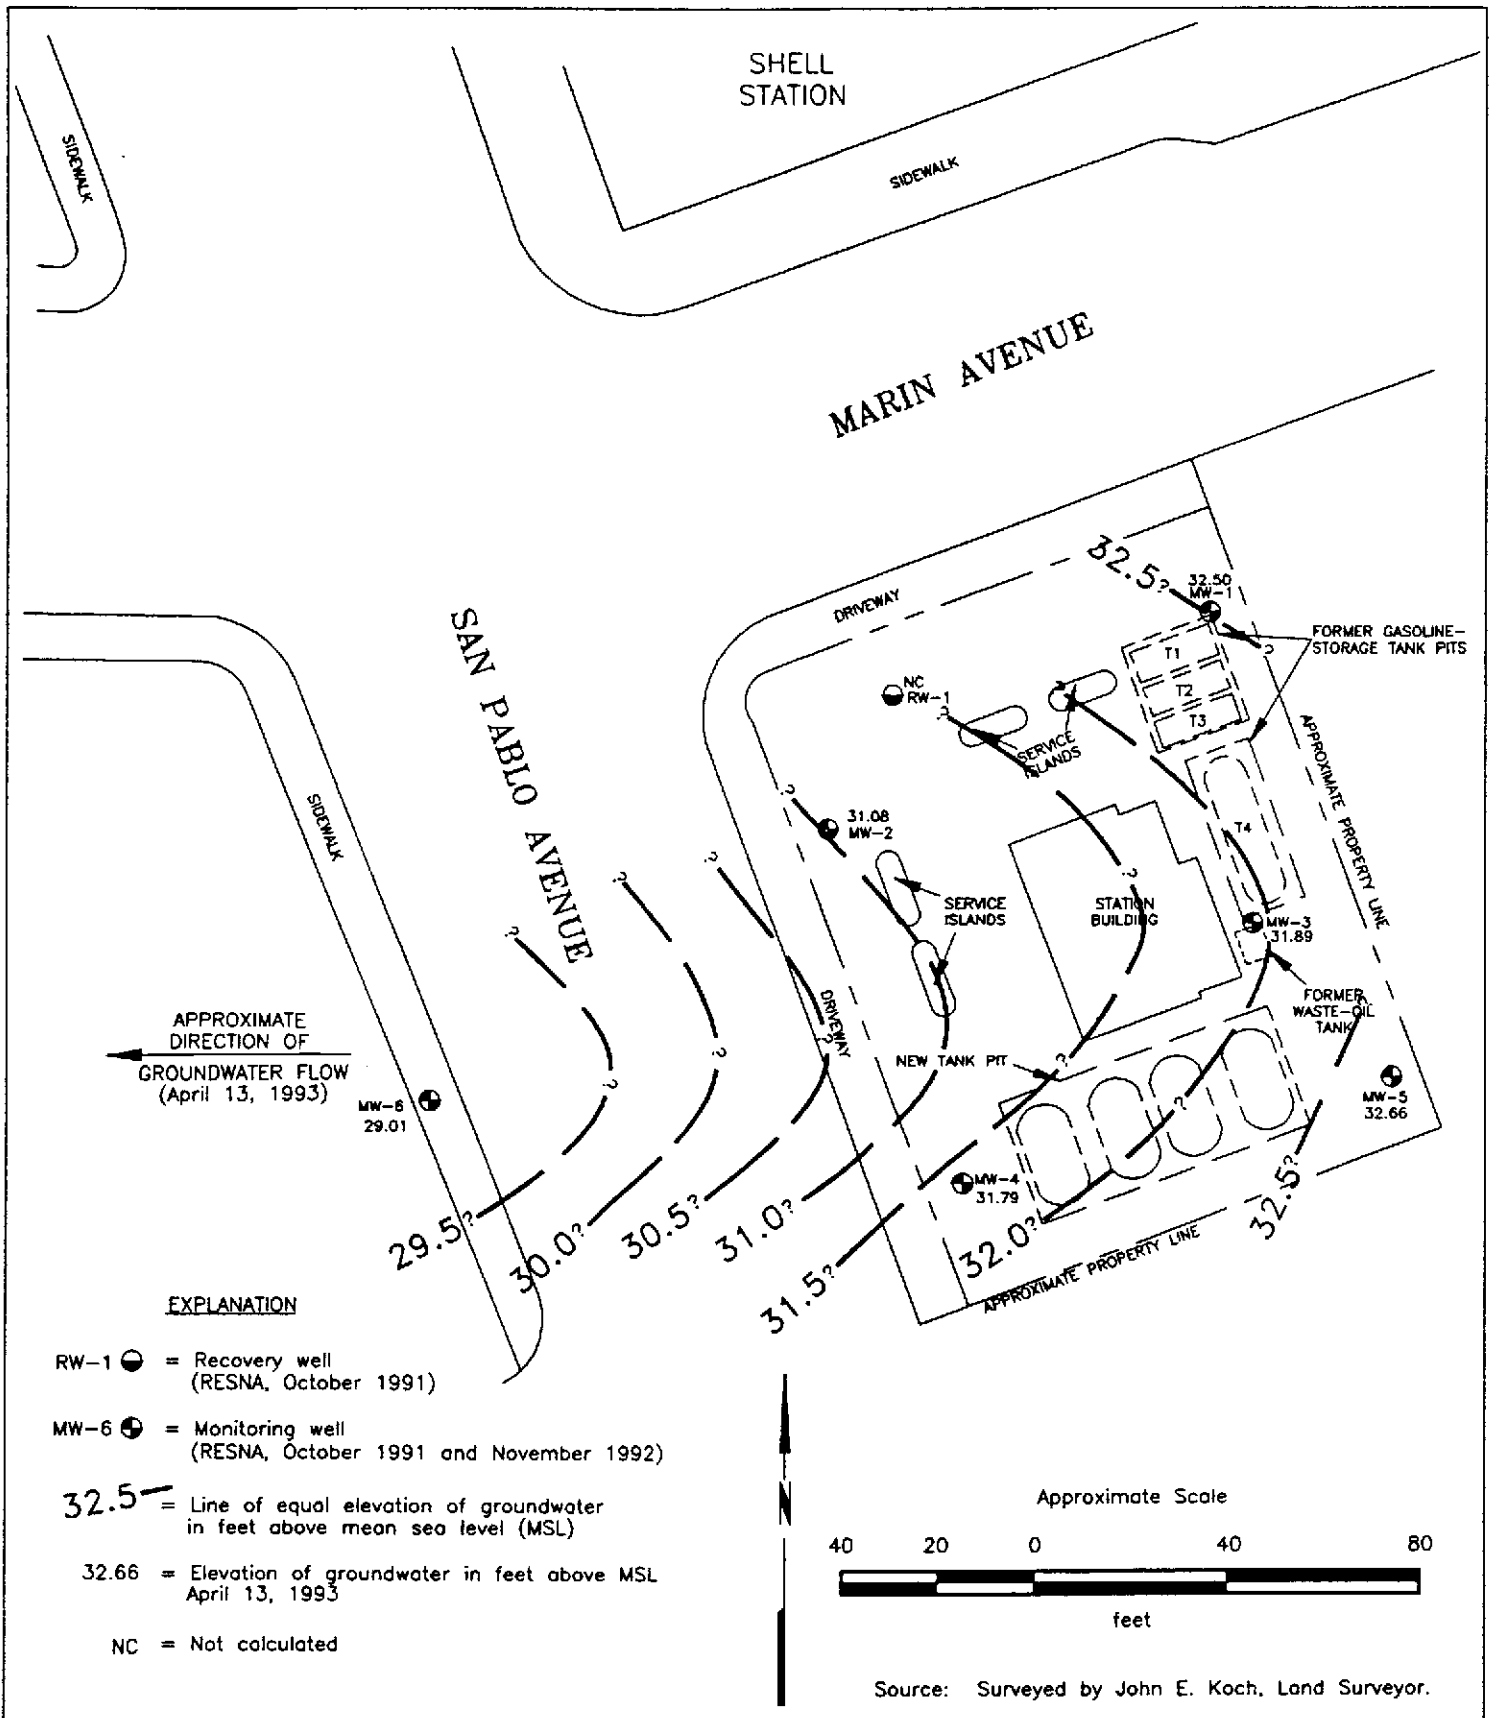 SHELL
STATION
SIDEWALK
SIDEWALK
MARIN AVENUE
SAN PABLO AVENUE
DRIVEWAY
32.5?
32.50
MW-1
?
FORMER GASOLINE-
STORAGE TANK PITS
T1
T2
T3
T4
NC
RW-1
?
?
SERVICE
ISLANDS
APPROXIMATE PROPERTY LINE
SIDEWALK
?
31.08
MW-2
?
?
?
SERVICE
ISLANDS
STATION
BUILDING
?
MW-3
31.89
FORMER
WASTE-OIL
TANK
DRIVEWAY
APPROXIMATE
DIRECTION OF
GROUNDWATER FLOW
(April 13, 1993)
MW-6
29.01
?
?
?
?
?
NEW TANK PIT
MW-5
32.66
MW-4
31.79
29.5?
30.0?
30.5?
31.0?
31.5?
32.0?
32.5?
APPROXIMATE PROPERTY LINE
EXPLANATION
RW-1 = Recovery well
(RESNA, October 1991)
MW-6 = Monitoring well
(RESNA, October 1991 and November 1992)
32.5 = Line of equal elevation of groundwater
in feet above mean sea level (MSL)
32.66 = Elevation of groundwater in feet above MSL
April 13, 1993
NC = Not calculated
N
Approximate Scale
40 20 0 40 80
feet
Source: Surveyed by John E. Koch, Land Surveyor.